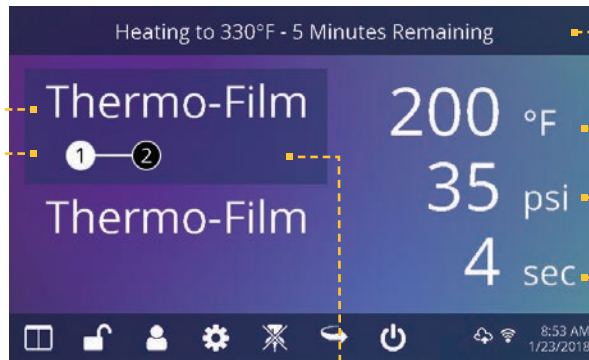 Heating to 330°F - 5 Minutes Remaining
Thermo-Film
1 2
Thermo-Film
200 °F
35 psi
4 sec
8:53 AM
1/23/2018